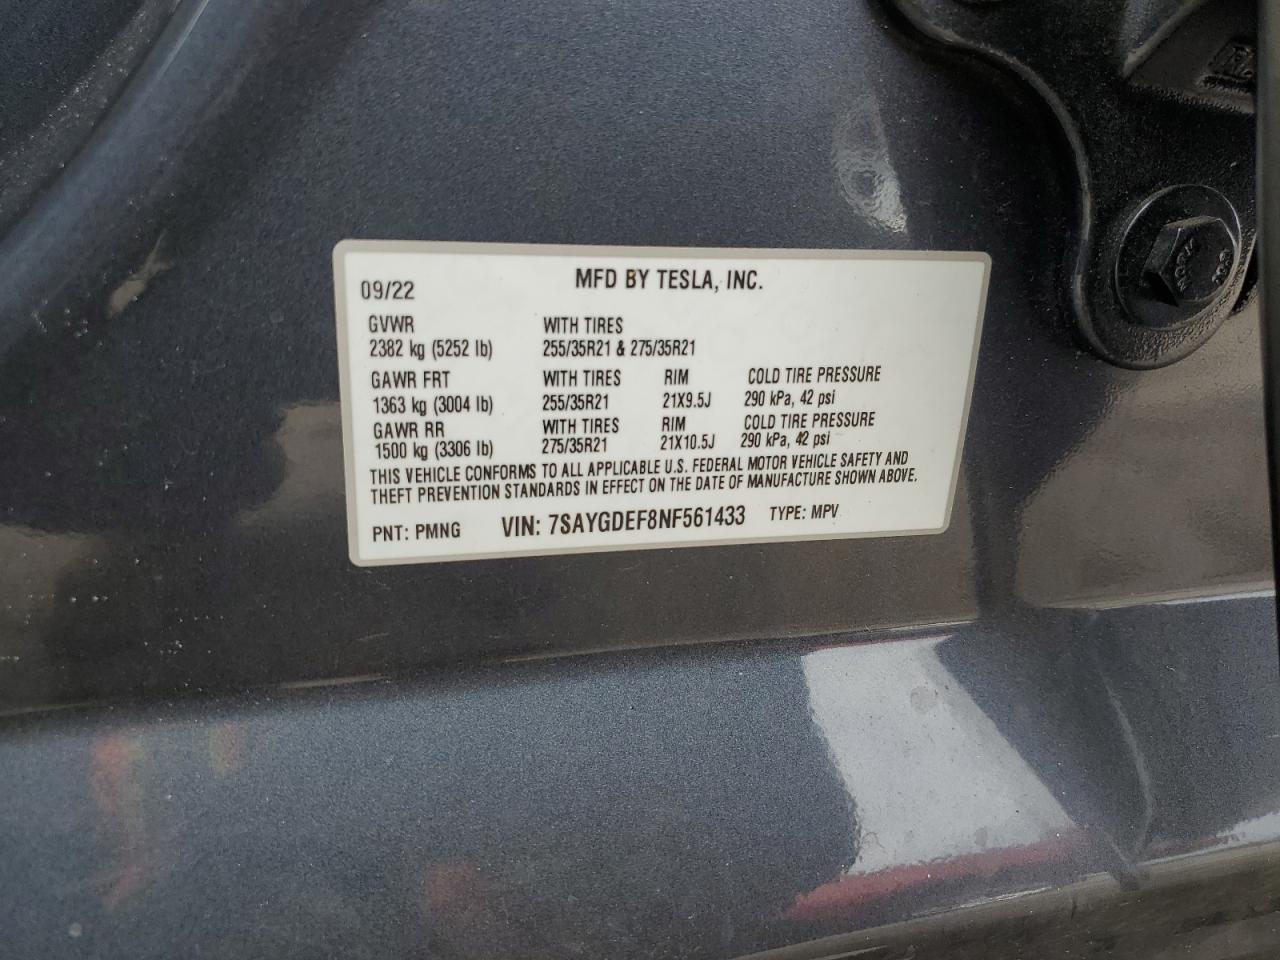 MFD BY TESLA, INC.
09/22
GVWR WITH TIRES
2382 kg (5252 lb) 255/35R21 & 275/35R21
GAWR FRT WITH TIRES RIM COLD TIRE PRESSURE
1363 kg (3004 lb) 255/35R21 21X9.5J 290 kPa, 42 psi
GAWR RR WITH TIRES RIM COLD TIRE PRESSURE
1500 kg (3306 lb) 275/35R21 21X10.5J 290 kPa, 42 psi
THIS VEHICLE CONFORMS TO ALL APPLICABLE U.S. FEDERAL MOTOR VEHICLE SAFETY AND
THEFT PREVENTION STANDARDS IN EFFECT ON THE DATE OF MANUFACTURE SHOWN ABOVE.
PNT: PMNG VIN: 7SAYGDEF8NF561433 TYPE: MPV